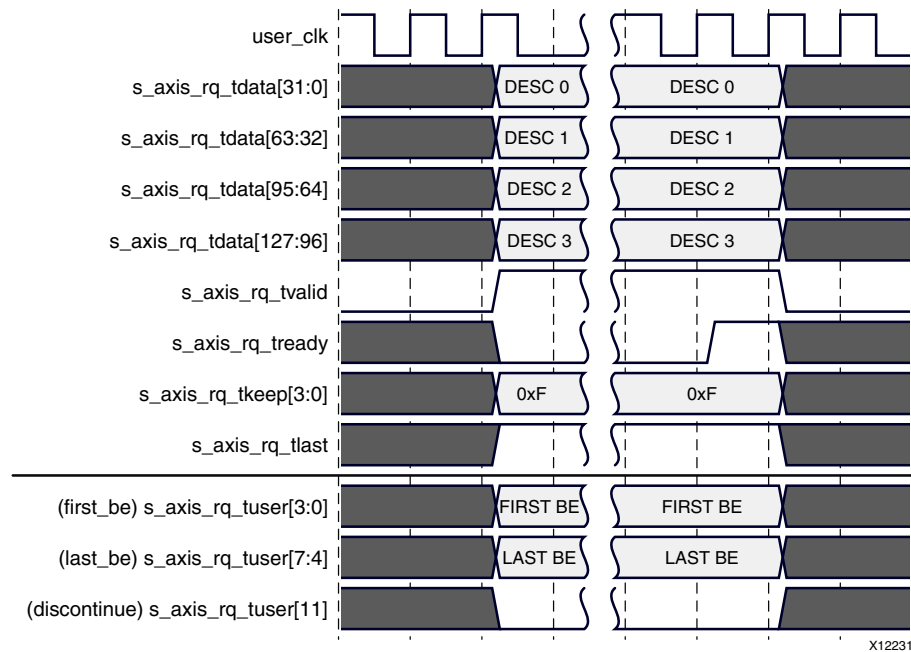 user_clk
s_axis_rq_tdata[31:0] DESC 0 DESC 0
s_axis_rq_tdata[63:32] DESC 1 DESC 1
s_axis_rq_tdata[95:64] DESC 2 DESC 2
s_axis_rq_tdata[127:96] DESC 3 DESC 3
s_axis_rq_tvalid
s_axis_rq_tready
s_axis_rq_tkeep[3:0] 0xF 0xF
s_axis_rq_tlast
(first_be) s_axis_rq_tuser[3:0] FIRST BE FIRST BE
(last_be) s_axis_rq_tuser[7:4] LAST BE LAST BE
(discontinue) s_axis_rq_tuser[11]
X12231